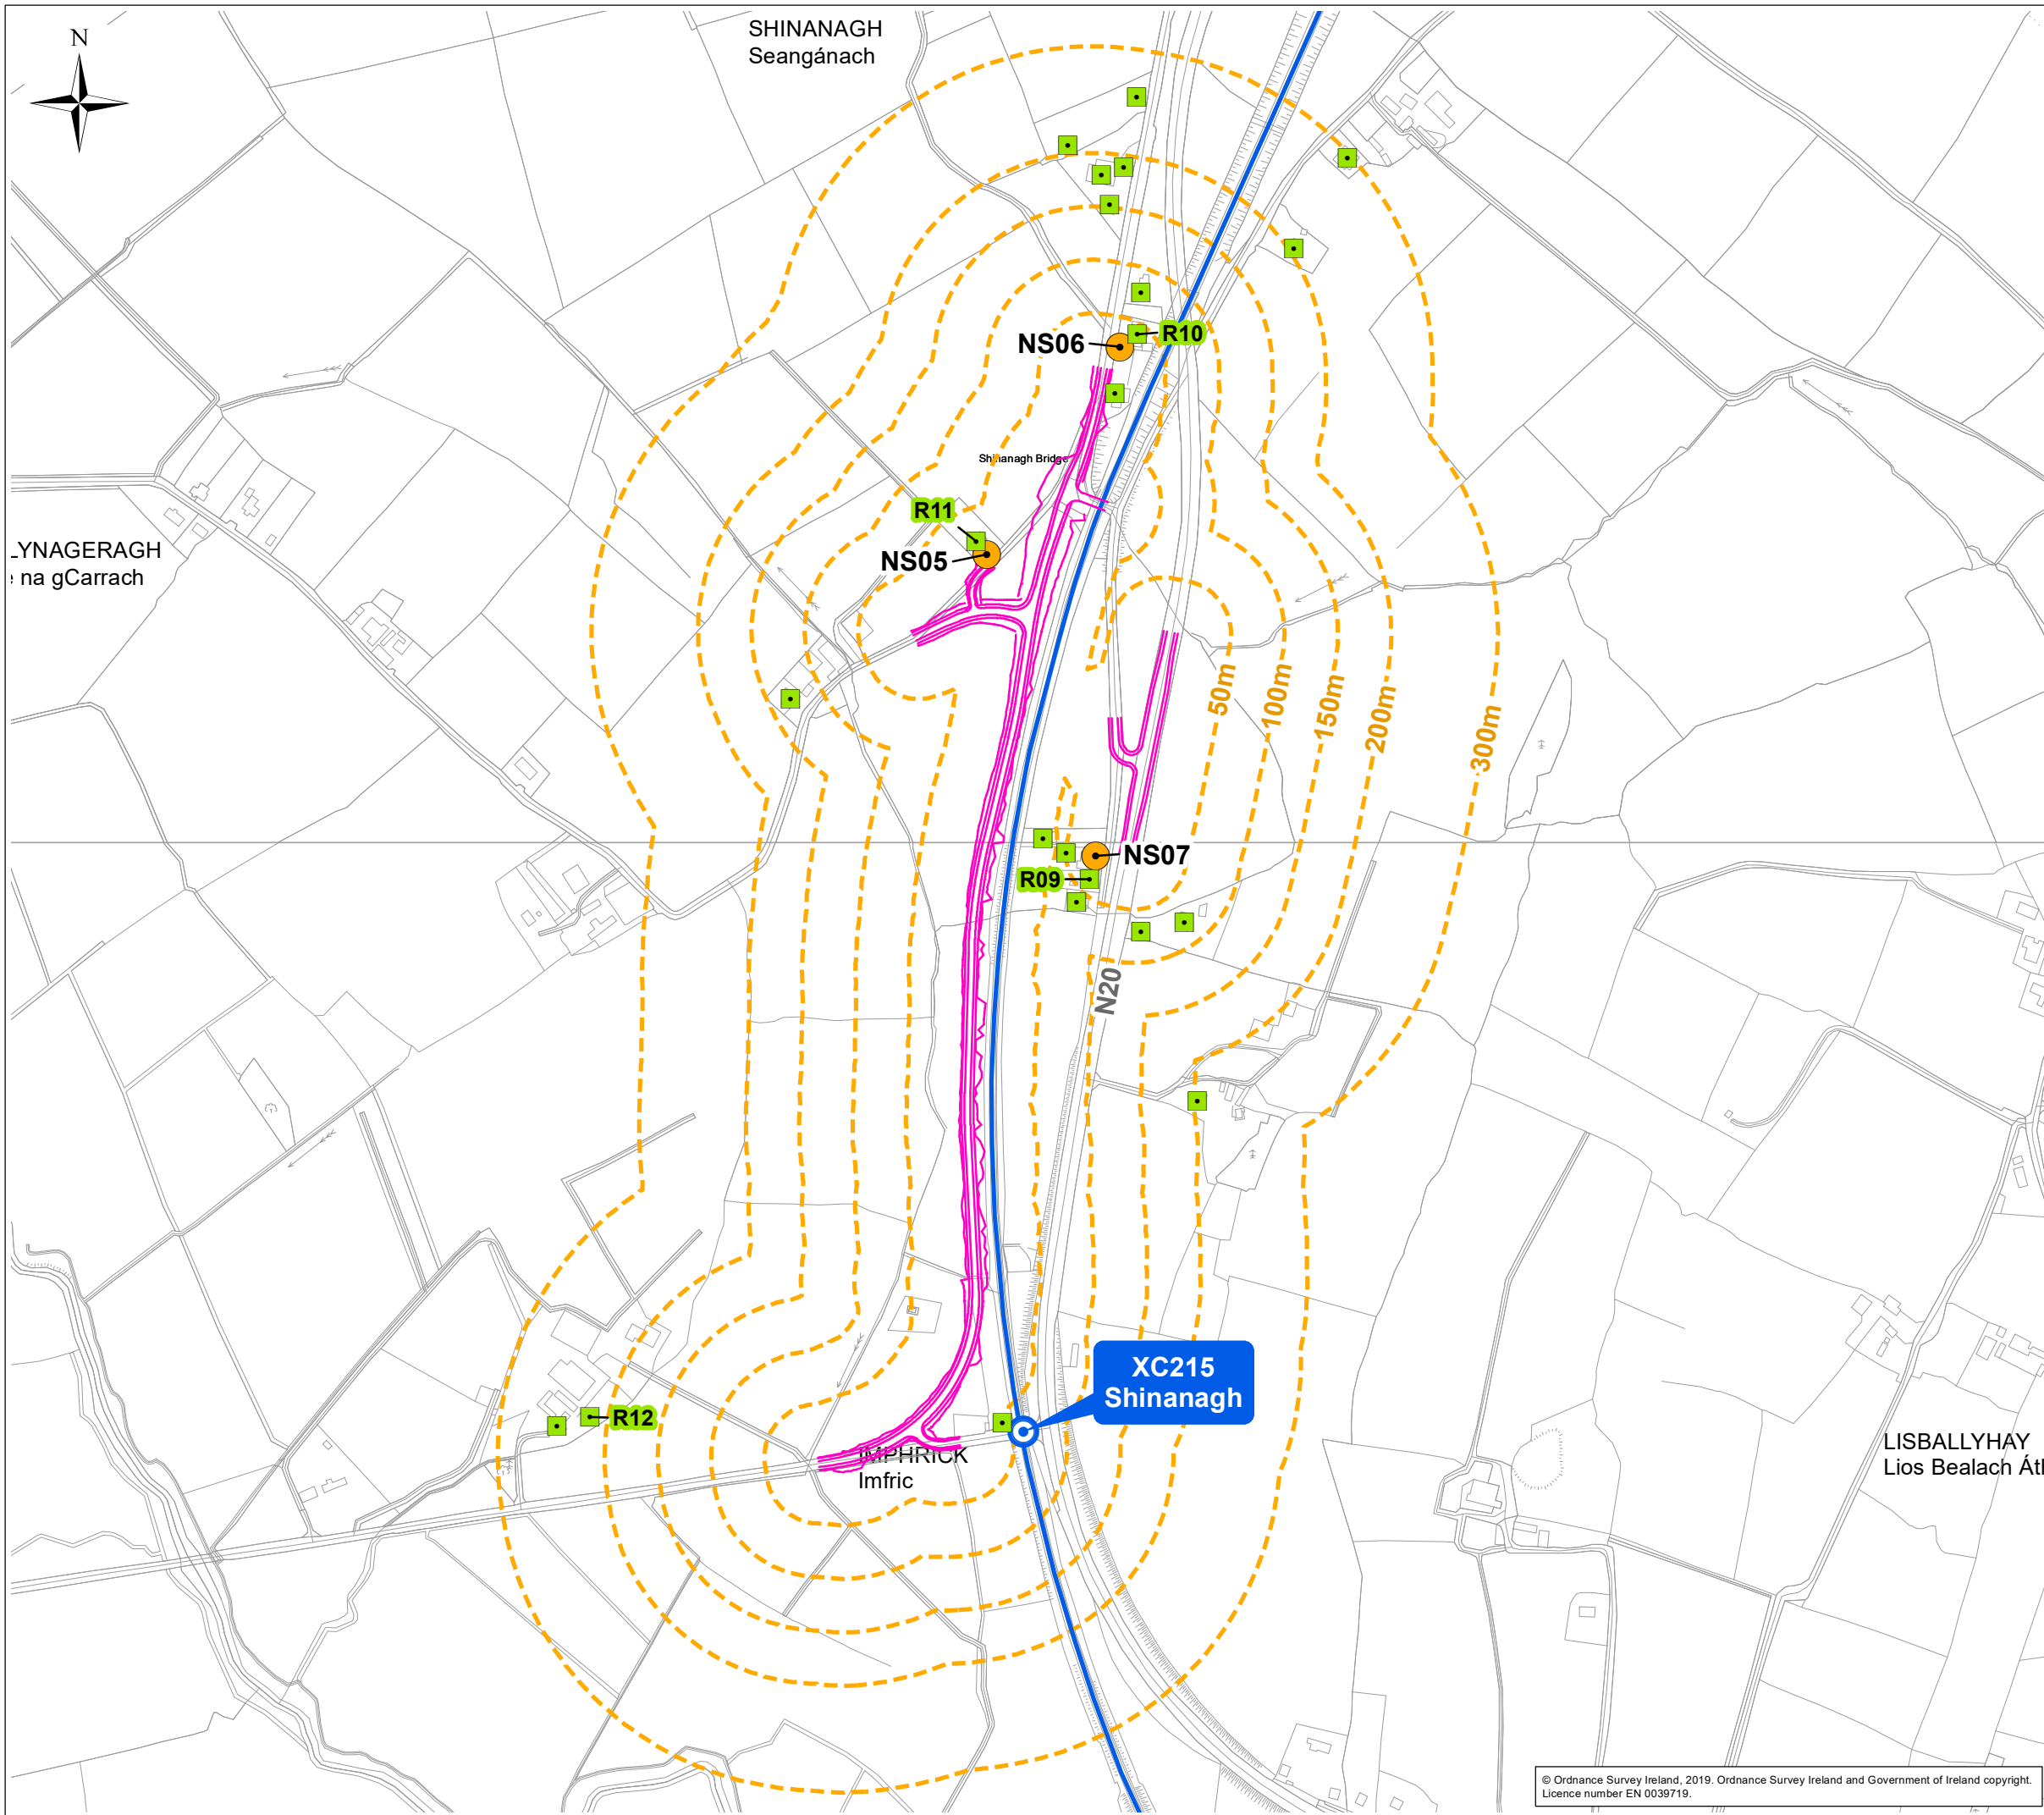 N
SHINANAGH
Seangánach
R10
NS06
Shinanagh Bridge
R11
NS05
LYNAGERAGH
na gCarrach
50m
100m
150m
200m
300m
NS07
R09
N20
XC215
Shinanagh
R12
IMPHRICK
Imfric
LISBALLYHAY
Lios Bealach Át
© Ordnance Survey Ireland, 2019. Ordnance Survey Ireland and Government of Ireland copyright.
Licence number EN 0039719.